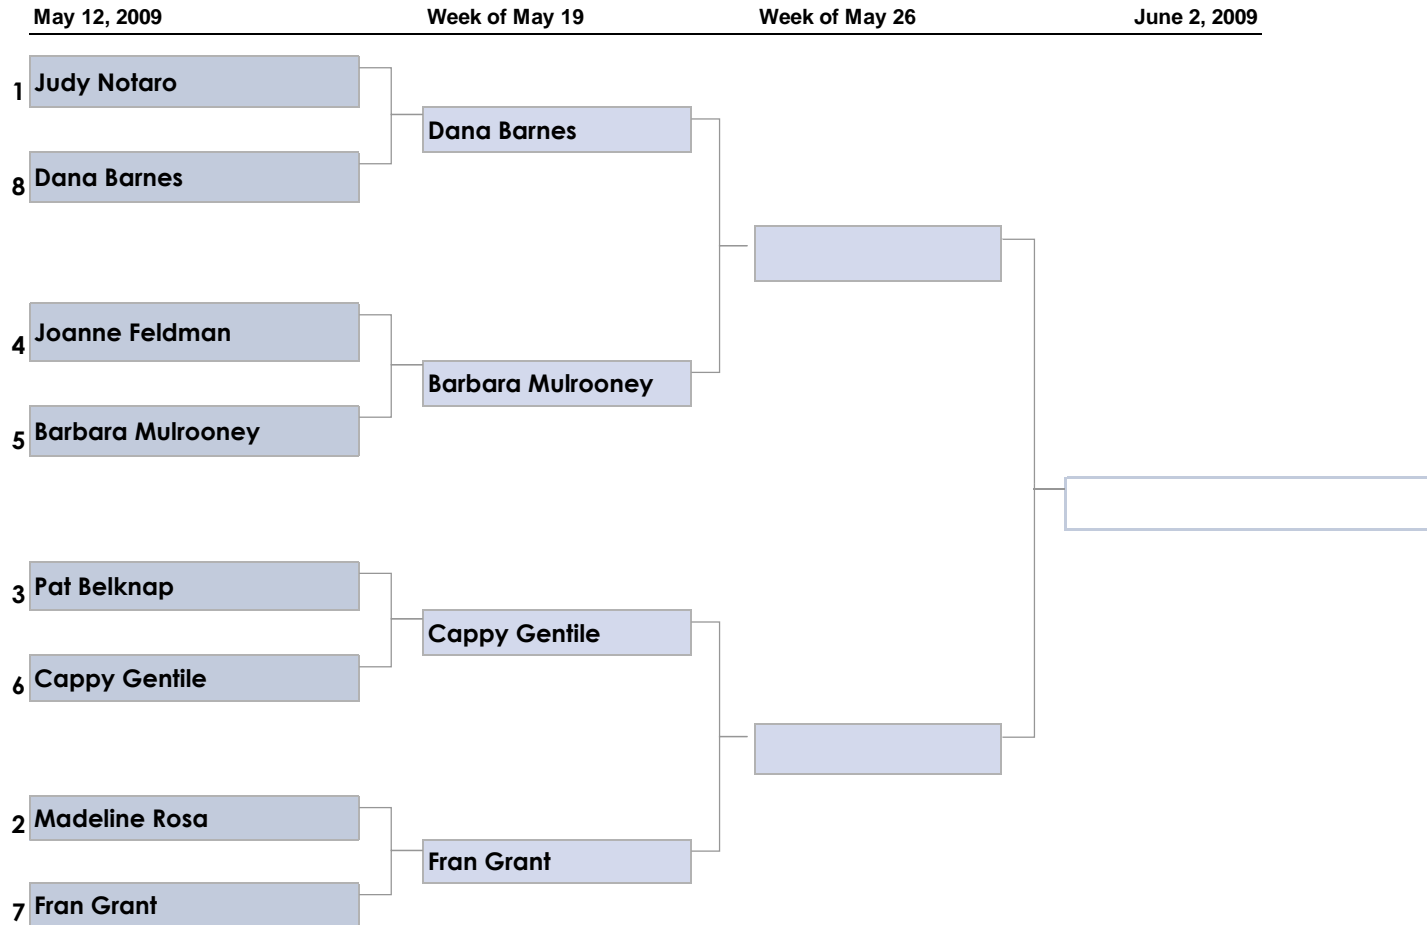 May 12, 2009 Week of May 19 Week of May 26 June 2, 2009
1 Judy Notaro
Dana Barnes
8 Dana Barnes
4 Joanne Feldman
Barbara Mulrooney
5 Barbara Mulrooney
3 Pat Belknap
Cappy Gentile
6 Cappy Gentile
2 Madeline Rosa
Fran Grant
7 Fran Grant